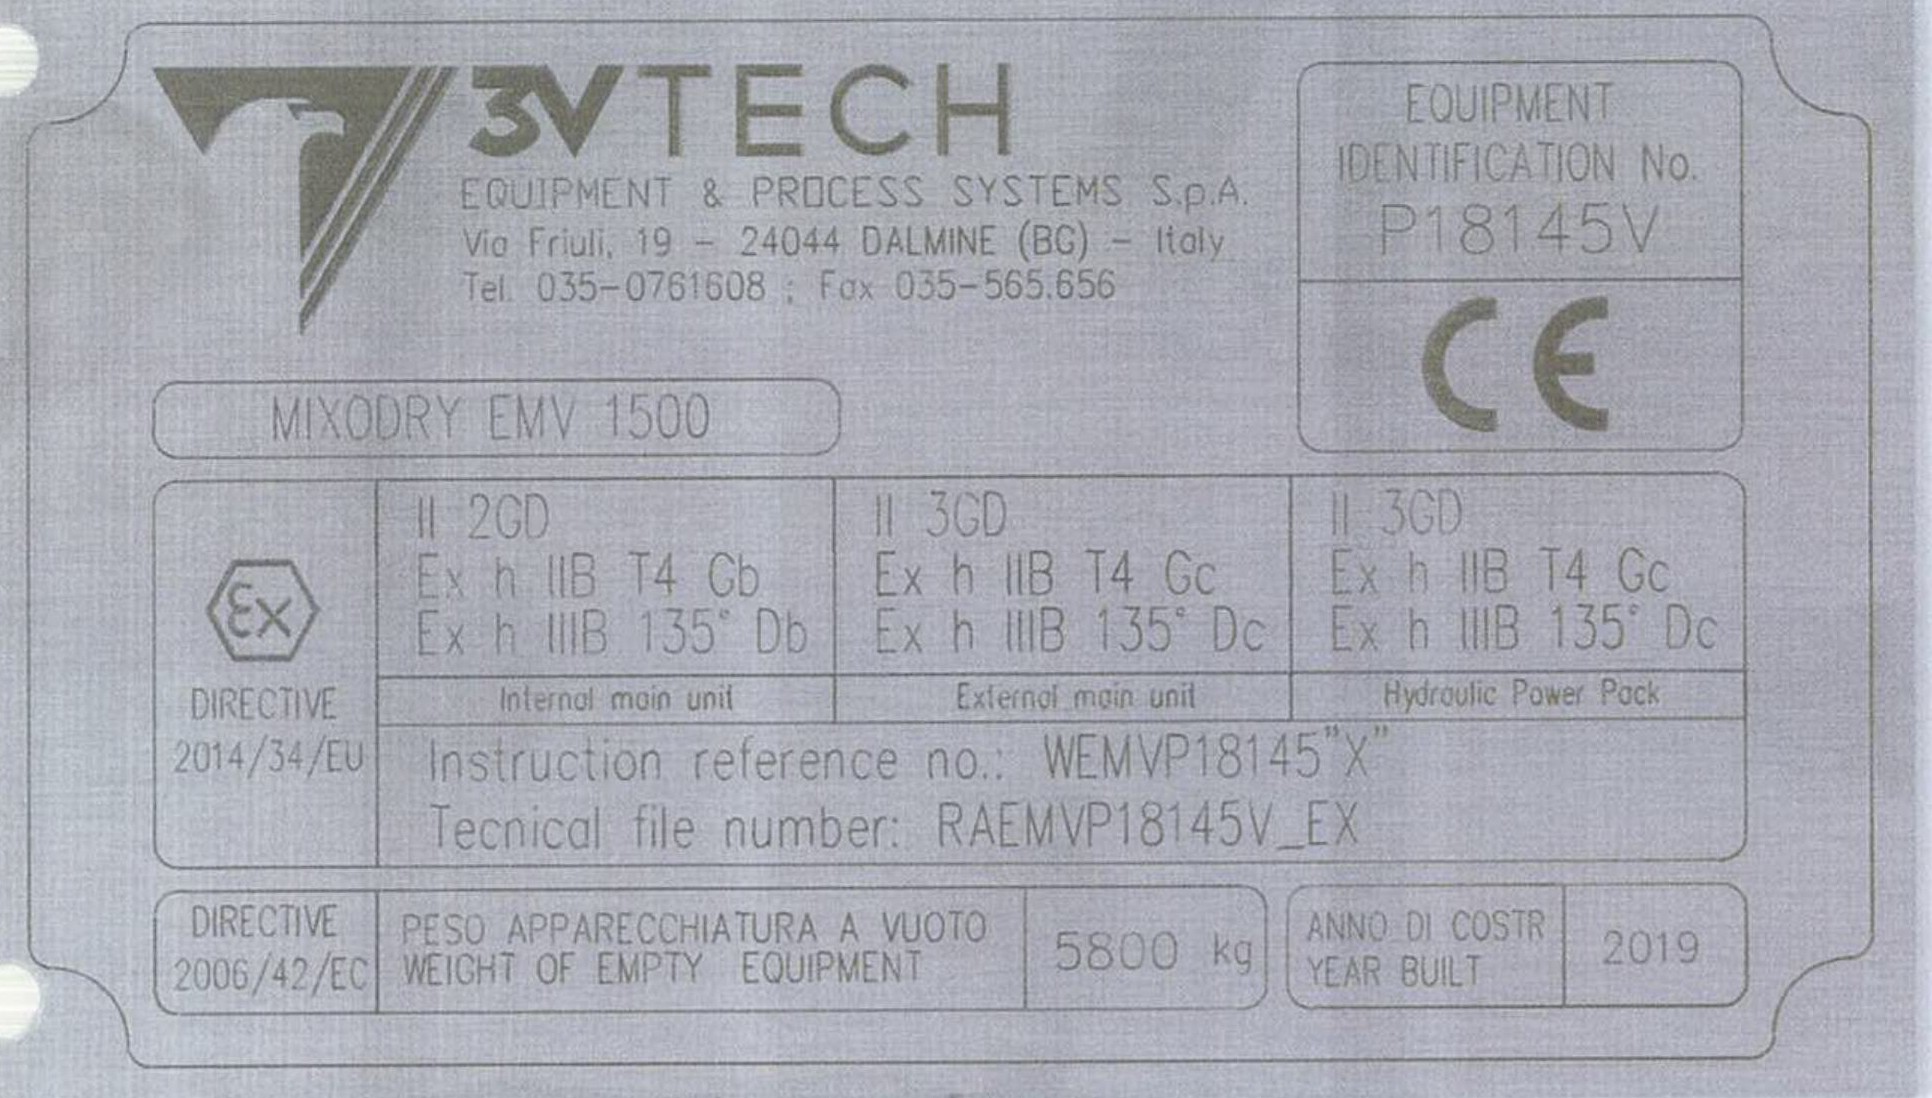 3V TECH
EQUIPMENT & PROCESS SYSTEMS S.p.A.
Via Friuli, 19 - 24044 DALMINE (BG) - Italy
Tel. 035-0761608 ; Fax 035-565.656
EQUIPMENT
IDENTIFICATION No.
P18145V
CE
MIXODRY EMV 1500
Ex
DIRECTIVE
2014/34/EU
II 2GD
Ex h IIB T4 Gb
Ex h IIIB 135° Db
Internal main unit
II 3GD
Ex h IIB T4 Gc
Ex h IIIB 135° Dc
External main unit
II 3GD
Ex h IIB T4 Gc
Ex h IIIB 135° Dc
Hydraulic Power Pack
Instruction reference no.: WEMVP18145"X"
Tecnical file number: RAEMVP18145V_EX
DIRECTIVE
2006/42/EC
PESO APPARECCHIATURA A VUOTO
WEIGHT OF EMPTY EQUIPMENT
5800 kg
ANNO DI COSTR
YEAR BUILT
2019